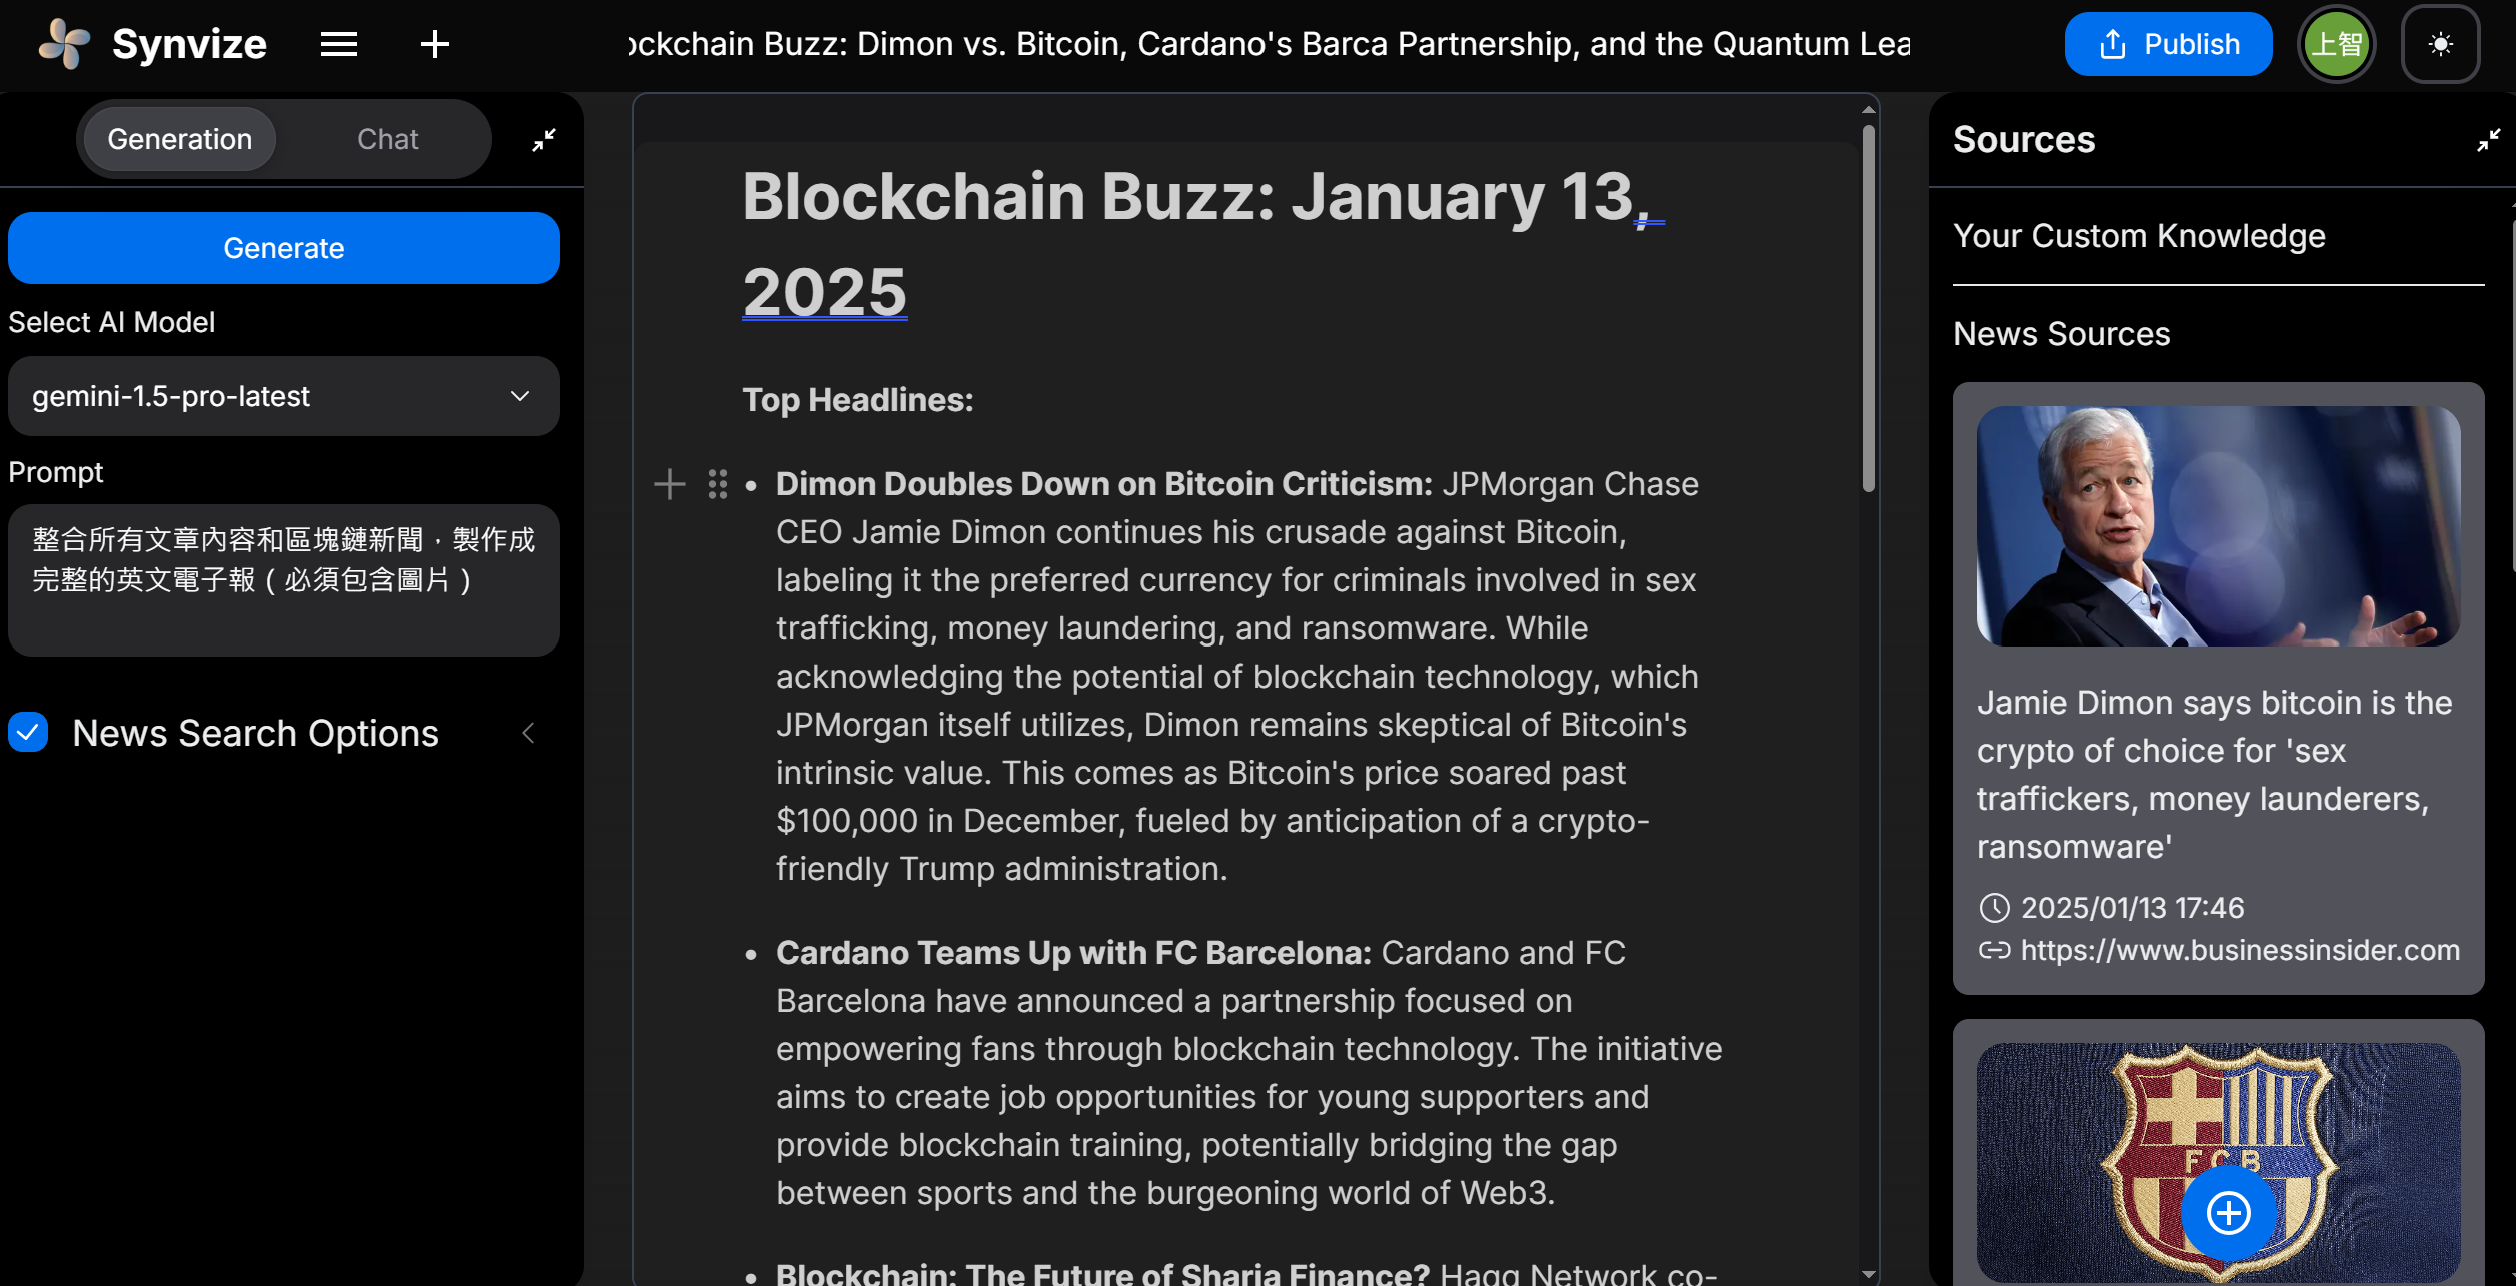 Synvize
ockchain Buzz: Dimon vs. Bitcoin, Cardano's Barca Partnership, and the Quantum Lea
Publish
上智
Generation
Chat
Generate
Select AI Model
gemini-1.5-pro-latest
Prompt
整合所有文章內容和區塊鏈新聞，製作成
完整的英文電子報（必須包含圖片）
News Search Options
Blockchain Buzz: January 13,
2025
Top Headlines:
• Dimon Doubles Down on Bitcoin Criticism: JPMorgan Chase
CEO Jamie Dimon continues his crusade against Bitcoin,
labeling it the preferred currency for criminals involved in sex
trafficking, money laundering, and ransomware. While
acknowledging the potential of blockchain technology, which
JPMorgan itself utilizes, Dimon remains skeptical of Bitcoin's
intrinsic value. This comes as Bitcoin's price soared past
$100,000 in December, fueled by anticipation of a crypto-
friendly Trump administration.
• Cardano Teams Up with FC Barcelona: Cardano and FC
Barcelona have announced a partnership focused on
empowering fans through blockchain technology. The initiative
aims to create job opportunities for young supporters and
provide blockchain training, potentially bridging the gap
between sports and the burgeoning world of Web3.
• Blockchain: The Future of Sharia Finance? Haqq Network co-
Sources
Your Custom Knowledge
News Sources
Jamie Dimon says bitcoin is the
crypto of choice for 'sex
traffickers, money launderers,
ransomware'
2025/01/13 17:46
https://www.businessinsider.com
FCB